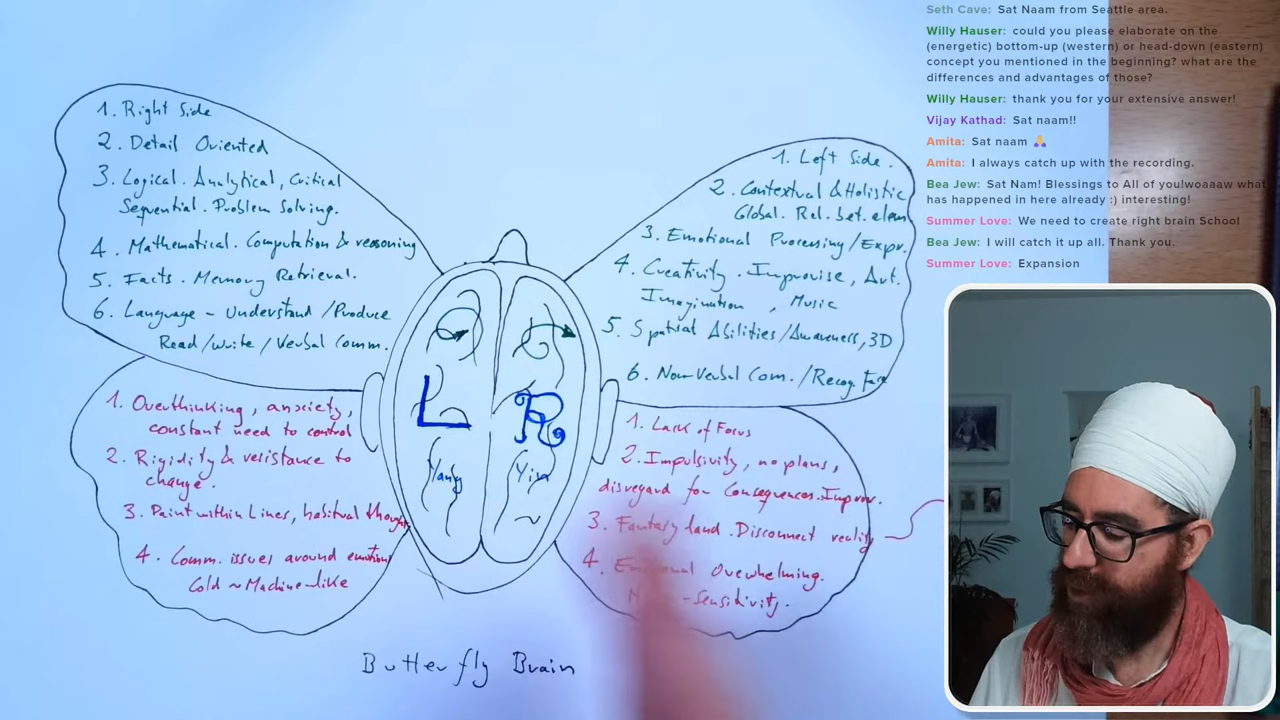 1. Right Side
2. Detail Oriented
3. Logical. Analytical, Critical
Sequential. Problem Solving.
4. Mathematical. Computation & reasoning
5. Facts. Memory Retrieval.
6. Language - Understand /Produce
Read/Write/Verbal Comm.
1. Overthinking, anxiety,
constant need to control
2. Rigidity & resistance to
change.
3. Paint within Lines, habitual
4. Comm. issues around emotion
Cold ~ Machine-like
L
R
Yang
Yin
1. Left Side.
2. Contextual & Holistic
Global. Rel. bet. elem
3. Emotional Processing/Expr.
4. Creativity. Improvise, Art.
Imagination, Music
5. Spatial Abilities/Awareness, 3D
6. Non-Verbal Com./Recog. Face
1. Lack of Focus
2. Impulsivity, no plans,
disregard for Consequences. Improv.
3. Fantasy land. Disconnect reality
4. Overwhelming.
-sensitivity.
Butterfly Brain
Seth Cave: Sat Naam from Seattle area.
Willy Hauser: could you please elaborate on the
(energetic) bottom-up (western) or head-down (eastern)
concept you mentioned in the beginning? what are the
differences and advantages of those?
Willy Hauser: thank you for your extensive answer!
Vijay Kathad: Sat naam!!
Amita: Sat naam 🙏
Amita: I always catch up with the recording.
Bea Jew: Sat Nam! Blessings to All of you!woaaaw what
has happened in here already :) interesting!
Summer Love: We need to create right brain School
Bea Jew: I will catch it up all. Thank you.
Summer Love: Expansion